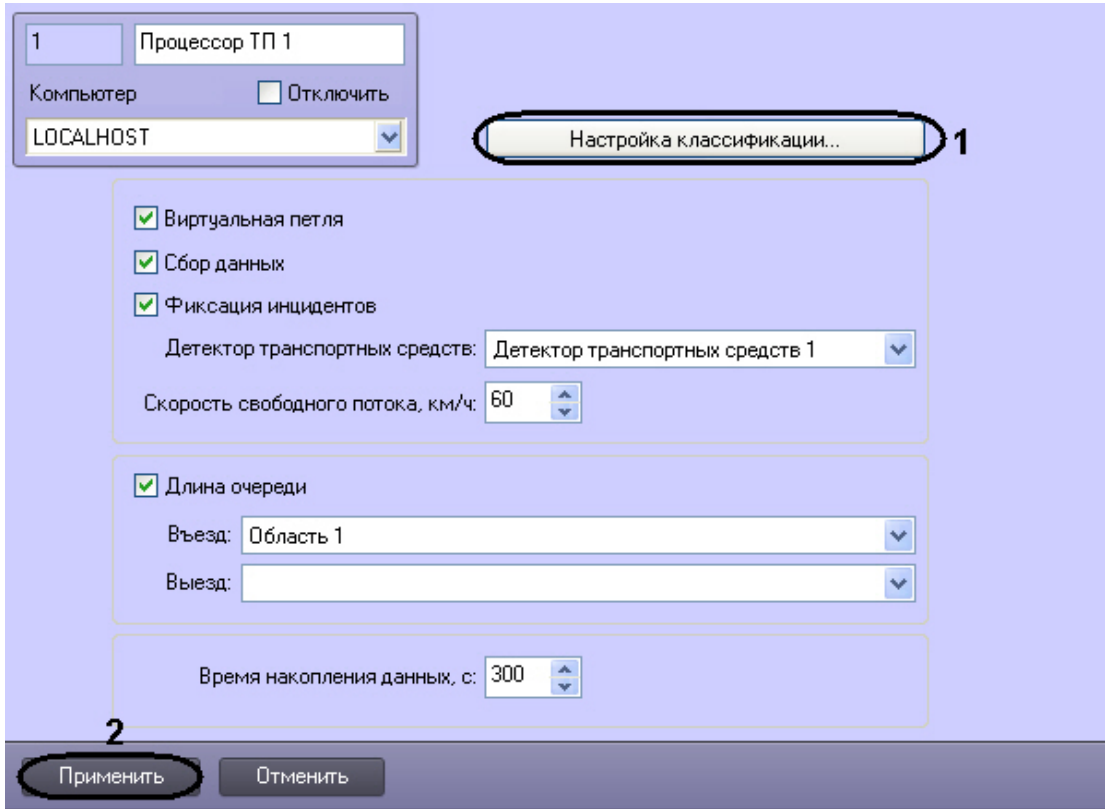 1 Процессор ТП 1
Компьютер Отключить
LOCALHOST
Настройка классификации... 1
Виртуальная петля
Сбор данных
Фиксация инцидентов
Детектор транспортных средств: Детектор транспортных средств 1
Скорость свободного потока, км/ч: 60
Длина очереди
Въезд: Область 1
Выезд:
Время накопления данных, с: 300
2
Применить Отменить